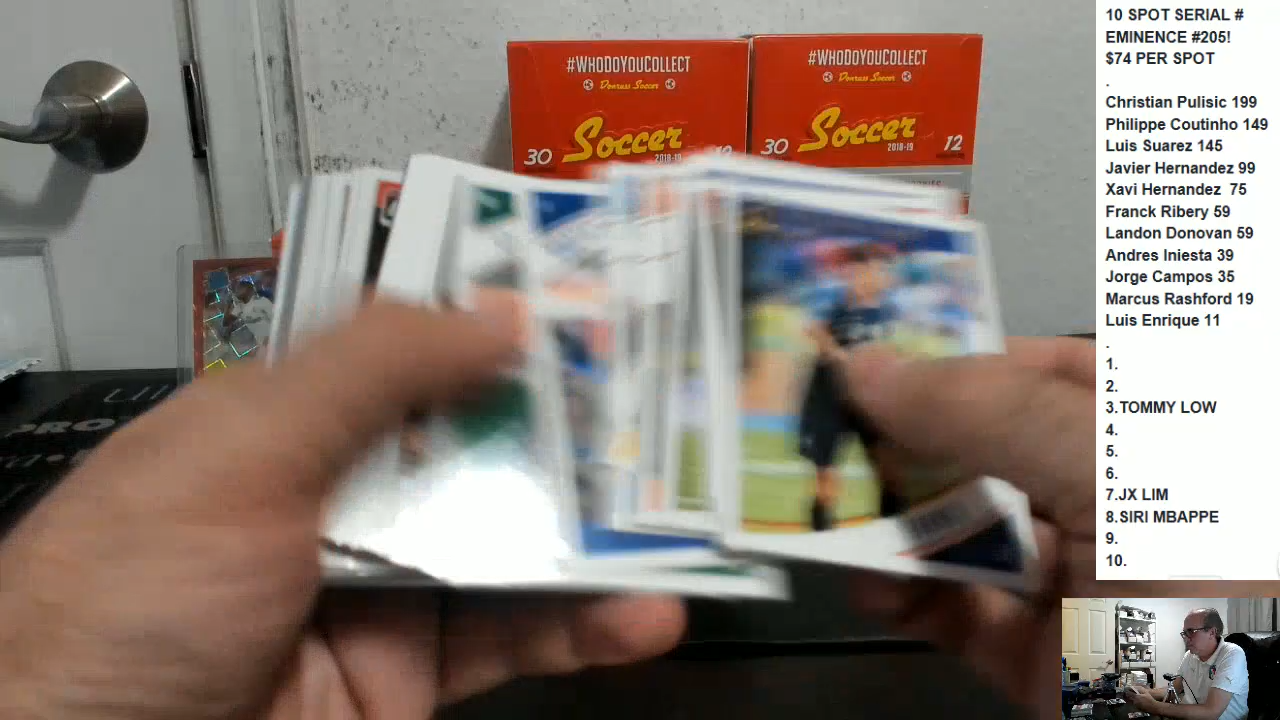 10 SPOT SERIAL #
EMINENCE #205!
$74 PER SPOT
.
Christian Pulisic 199
Philippe Coutinho 149
Luis Suarez 145
Javier Hernandez 99
Xavi Hernandez 75
Franck Ribery 59
Landon Donovan 59
Andres Iniesta 39
Jorge Campos 35
Marcus Rashford 19
Luis Enrique 11
.
1.
2.
3.TOMMY LOW
4.
5.
6.
7.JX LIM
8.SIRI MBAPPE
9.
10.
#WHODOYOUCOLLECT
Donruss Soccer
Soccer
30
2018-19
#WHODOYOUCOLLECT
Donruss Soccer
Soccer
30
2018-19
12
PRO